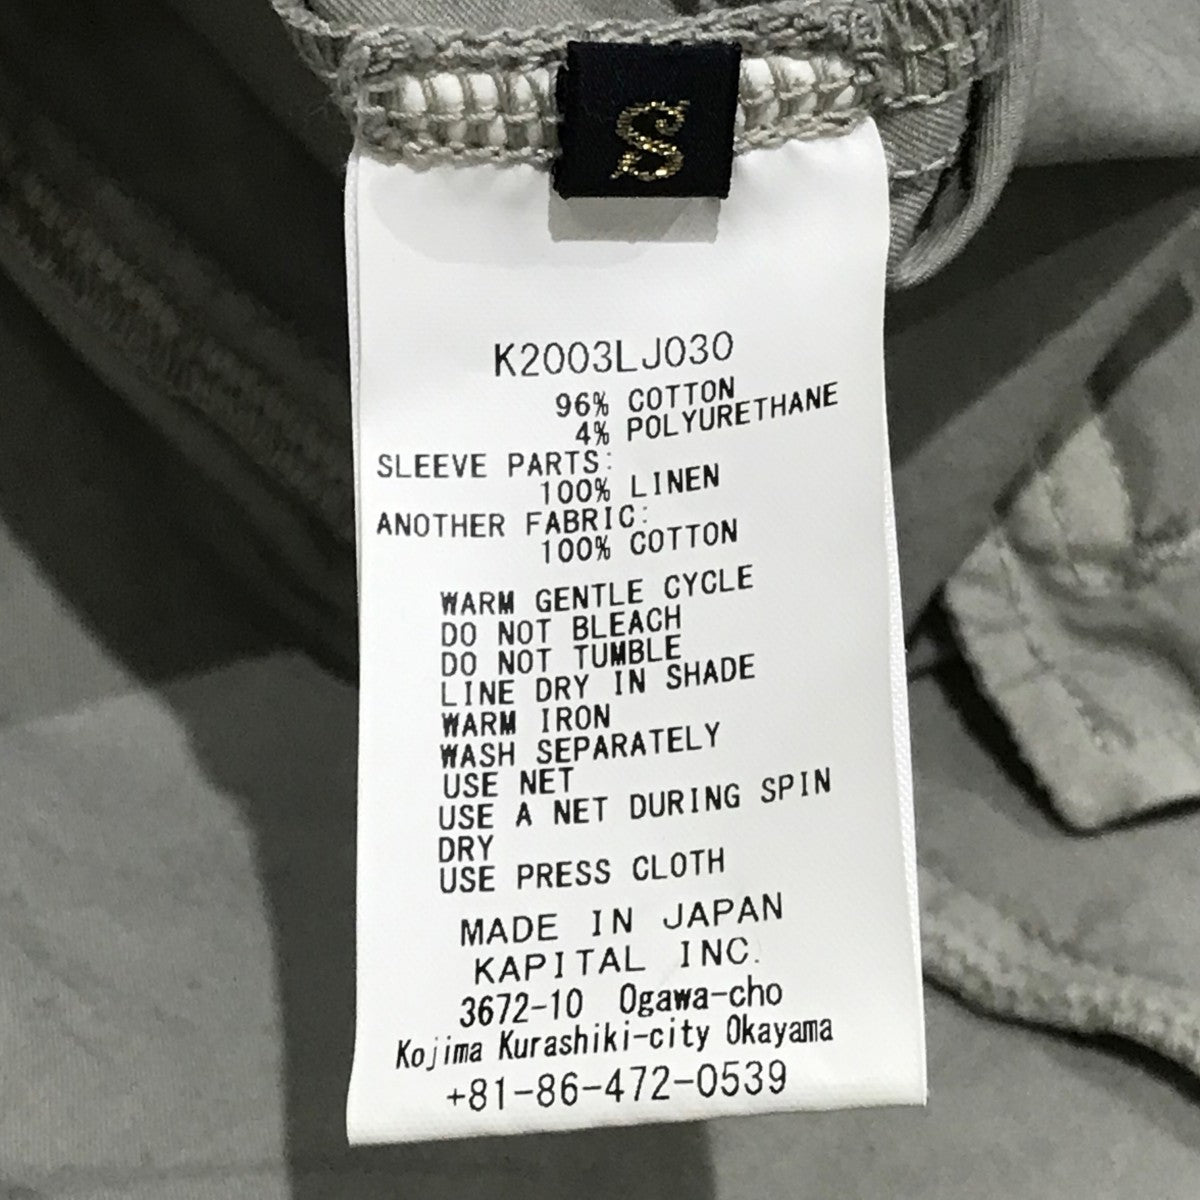 S
K2003LJ030
96% COTTON
4% POLYURETHANE
SLEEVE PARTS:
100% LINEN
ANOTHER FABRIC:
100% COTTON
WARM GENTLE CYCLE
DO NOT BLEACH
DO NOT TUMBLE
LINE DRY IN SHADE
WARM IRON
WASH SEPARATELY
USE NET
USE A NET DURING SPIN
DRY
USE PRESS CLOTH
MADE IN JAPAN
KAPITAL INC.
3672-10 Ogawa-cho
Kojima Kurashiki-city Okayama
+81-86-472-0539